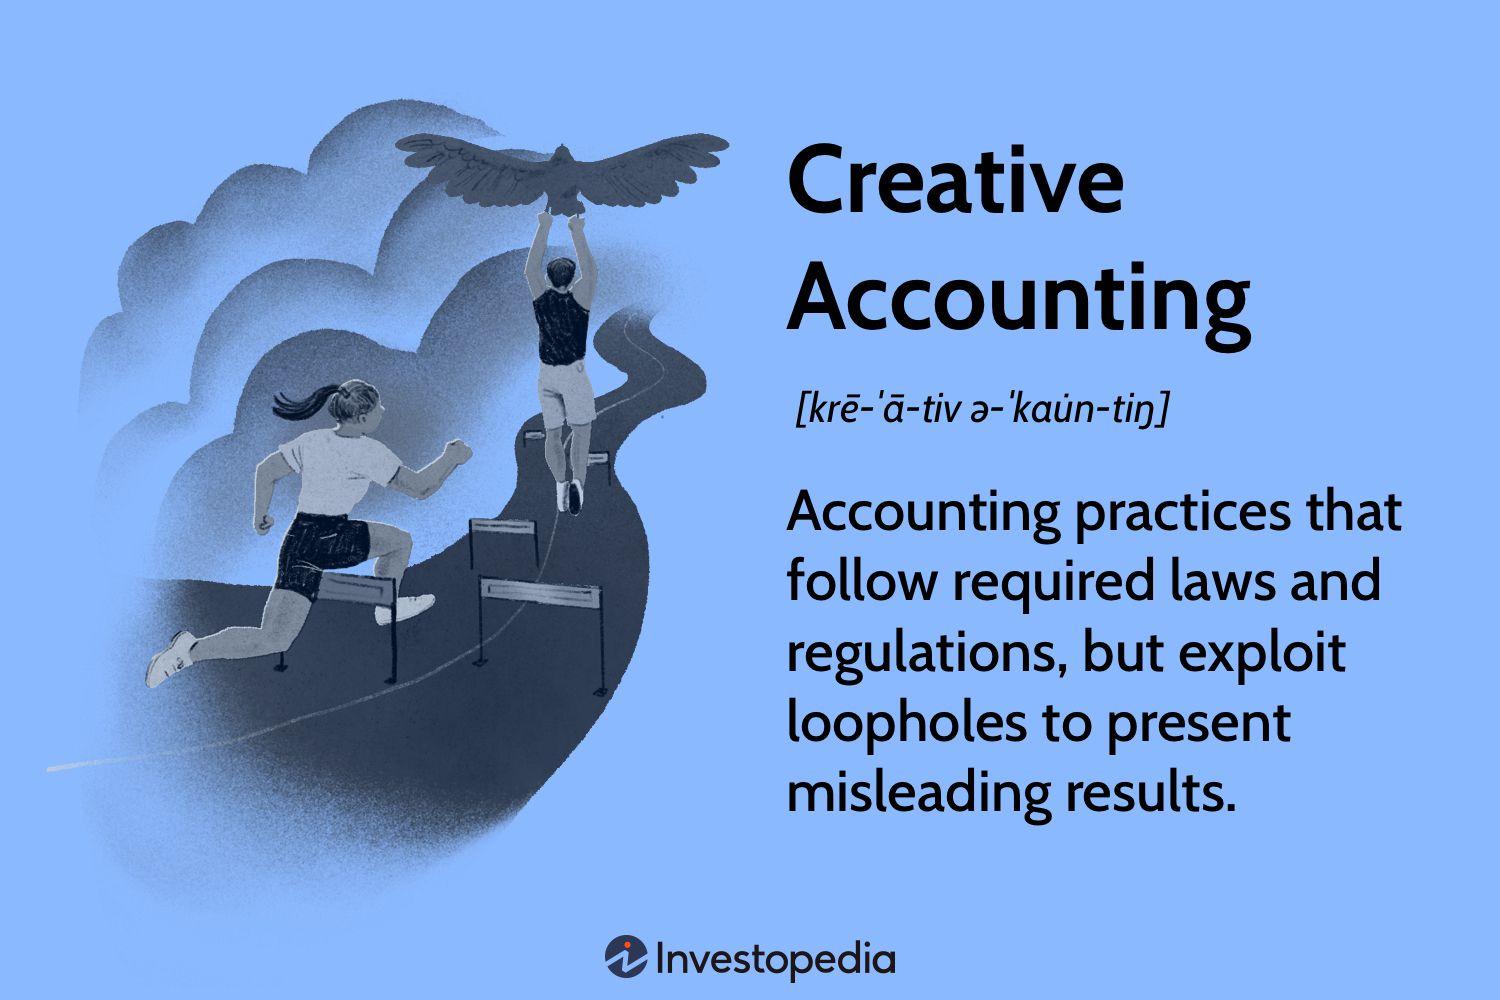 Creative
Accounting
[krē-ˈā-tiv ə-ˈkau̇n-tiŋ]
Accounting practices that
follow required laws and
regulations, but exploit
loopholes to present
misleading results.
Investopedia